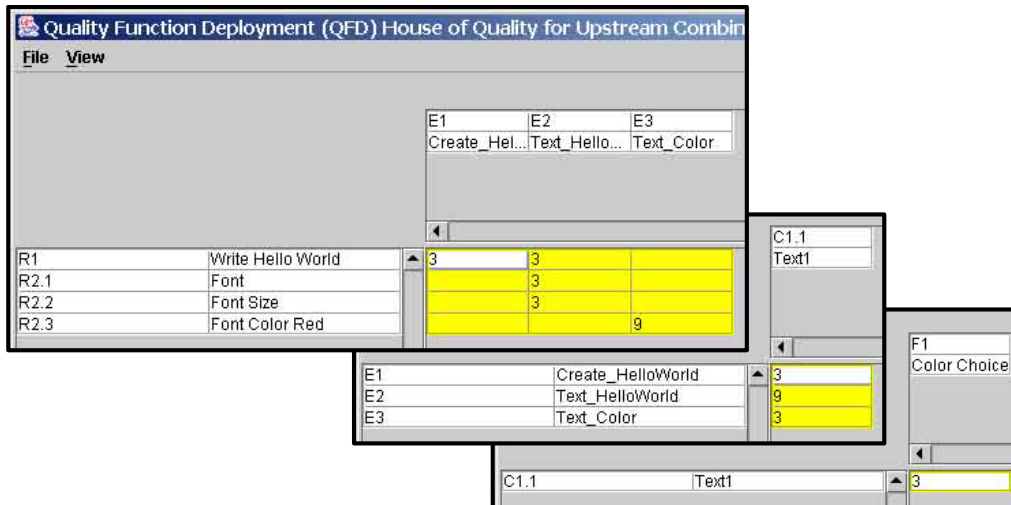 Quality Function Deployment (QFD) House of Quality for Upstream Combin
File View
E1 E2 E3
Create_Hel... Text_Hello... Text_Color
R1 Write Hello World 3 3
R2.1 Font 3
R2.2 Font Size 3
R2.3 Font Color Red 9
C1.1
Text1
E1 Create_HelloWorld 3
E2 Text_HelloWorld 9
E3 Text_Color 3
F1
Color Choice
C1.1 Text1 3